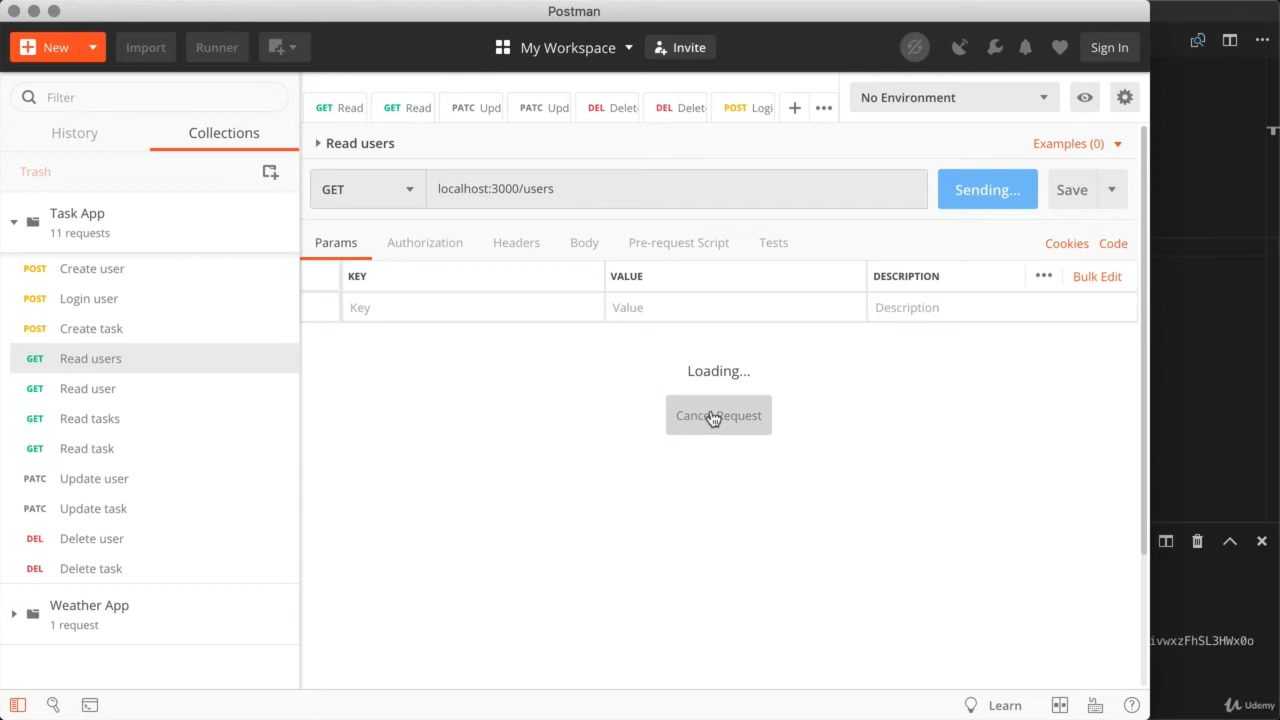 Postman
New
Import
Runner
My Workspace
Invite
Sign In
Filter
History
Collections
Trash
Task App
11 requests
POST Create user
POST Login user
POST Create task
GET Read users
GET Read user
GET Read tasks
GET Read task
PATC Update user
PATC Update task
DEL Delete user
DEL Delete task
Weather App
1 request
GET Read
GET Read
PATC Upd
PATC Upd
DEL Delet
DEL Delet
POST Logi
No Environment
Read users
Examples (0)
GET
localhost:3000/users
Sending...
Save
Params
Authorization
Headers
Body
Pre-request Script
Tests
Cookies
Code
KEY
VALUE
DESCRIPTION
Bulk Edit
Key
Value
Description
Loading...
Cancel Request
ivwxzFhSL3HWx0o
Learn
Udemy